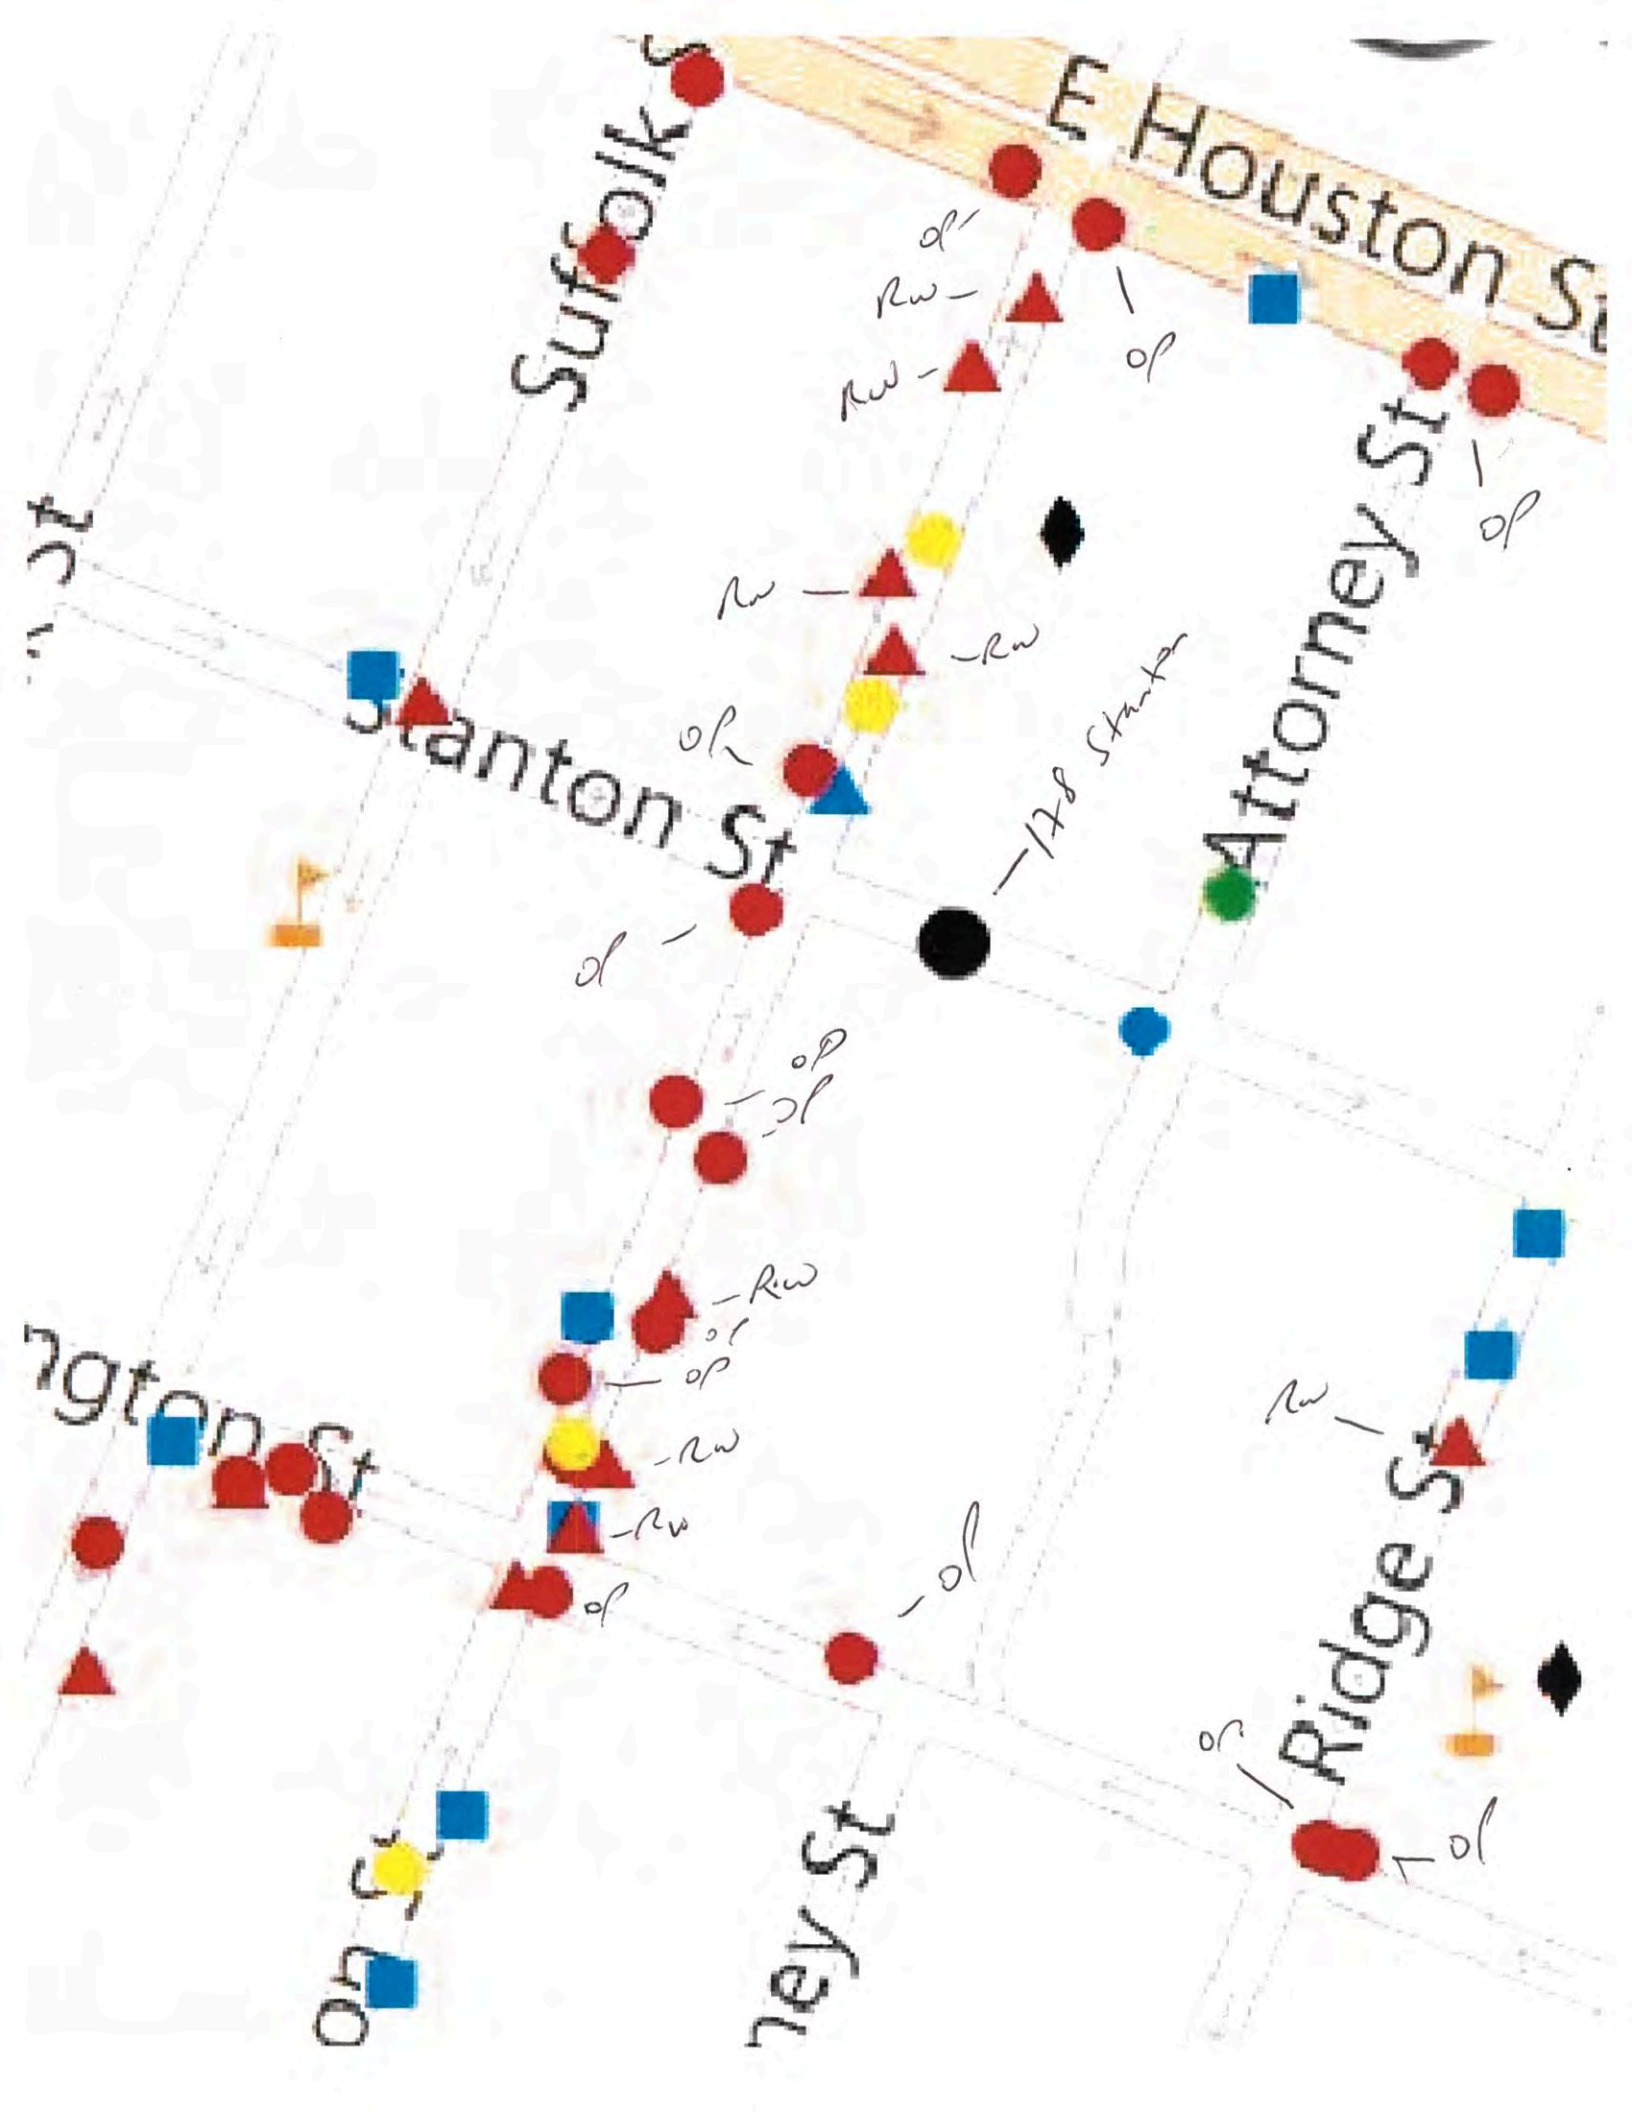 Suffolk S
E Houston St
OP
RW
OP
RW
Attorney St
OP
St
RW
RW
178 Stanton
OP
Stanton St
OP
OP
OP
RW
OP
OP
ngton St
RW
RW
RW
OP
OP
Ridge St
OP
OP
ney St
on S